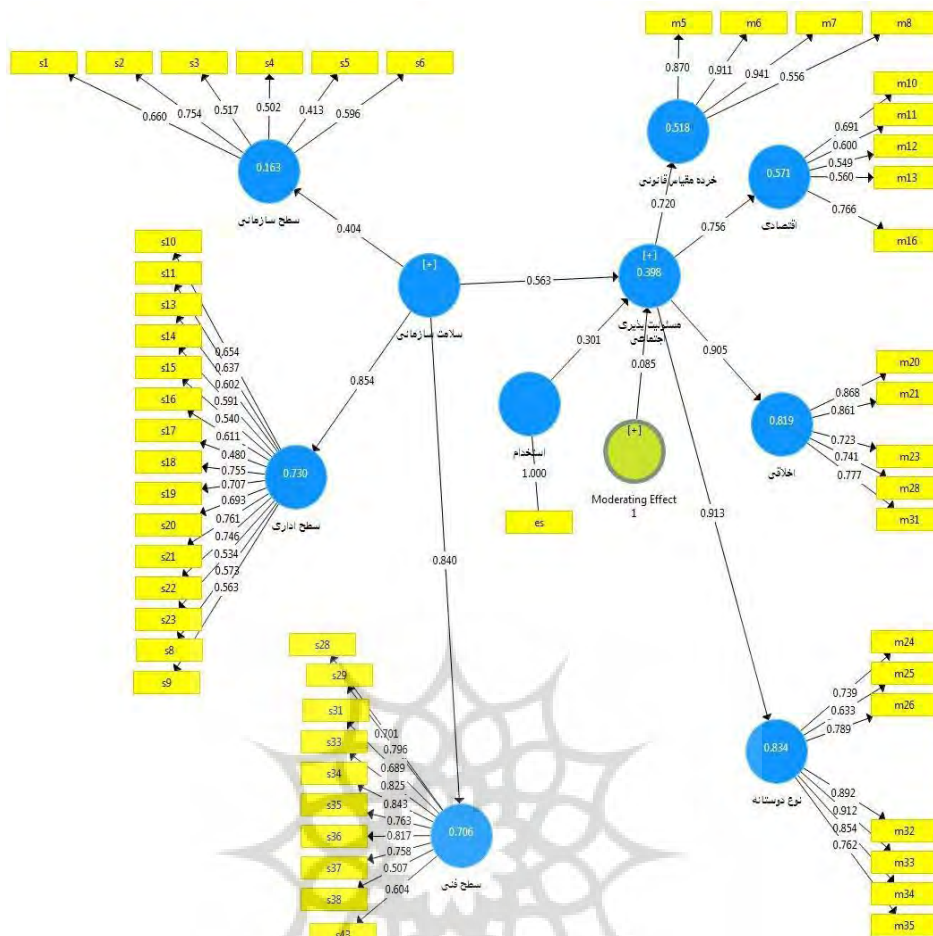 m5
m6
m7
m8
s1
s2
s3
s4
s5
s6
0.660
0.754
0.517
0.502
0.413
0.596
0.870
0.911
0.941
0.556
0.163
سطح سازمانی
0.518
خرده مقیاس قانونی
m10
m11
m12
m13
m16
0.691
0.600
0.549
0.560
0.766
0.571
اقتصادی
0.404
0.720
0.756
[+]
سلامت سازمانی
0.563
[+]
0.398
مسئولیت پذیری
اجتماعی
0.301
0.085
0.905
0.854
0.913
0.840
s10
s11
s13
s14
s15
s16
s17
s18
s19
s20
s21
s22
s23
s8
s9
0.654
0.637
0.602
0.591
0.540
0.611
0.480
0.755
0.707
0.693
0.761
0.746
0.534
0.573
0.563
0.730
سطح اداری
استخدام
1.000
es
[+]
Moderating Effect
1
m20
m21
m23
m28
m31
0.868
0.861
0.723
0.741
0.777
0.819
اخلاقی
s28
s29
s31
s33
s34
s35
s36
s37
s38
s43
0.701
0.796
0.689
0.825
0.843
0.763
0.817
0.758
0.507
0.604
0.706
سطح فنی
m24
m25
m26
0.739
0.633
0.789
0.834
نوع دوستانه
0.892
0.912
0.854
0.762
m32
m33
m34
m35